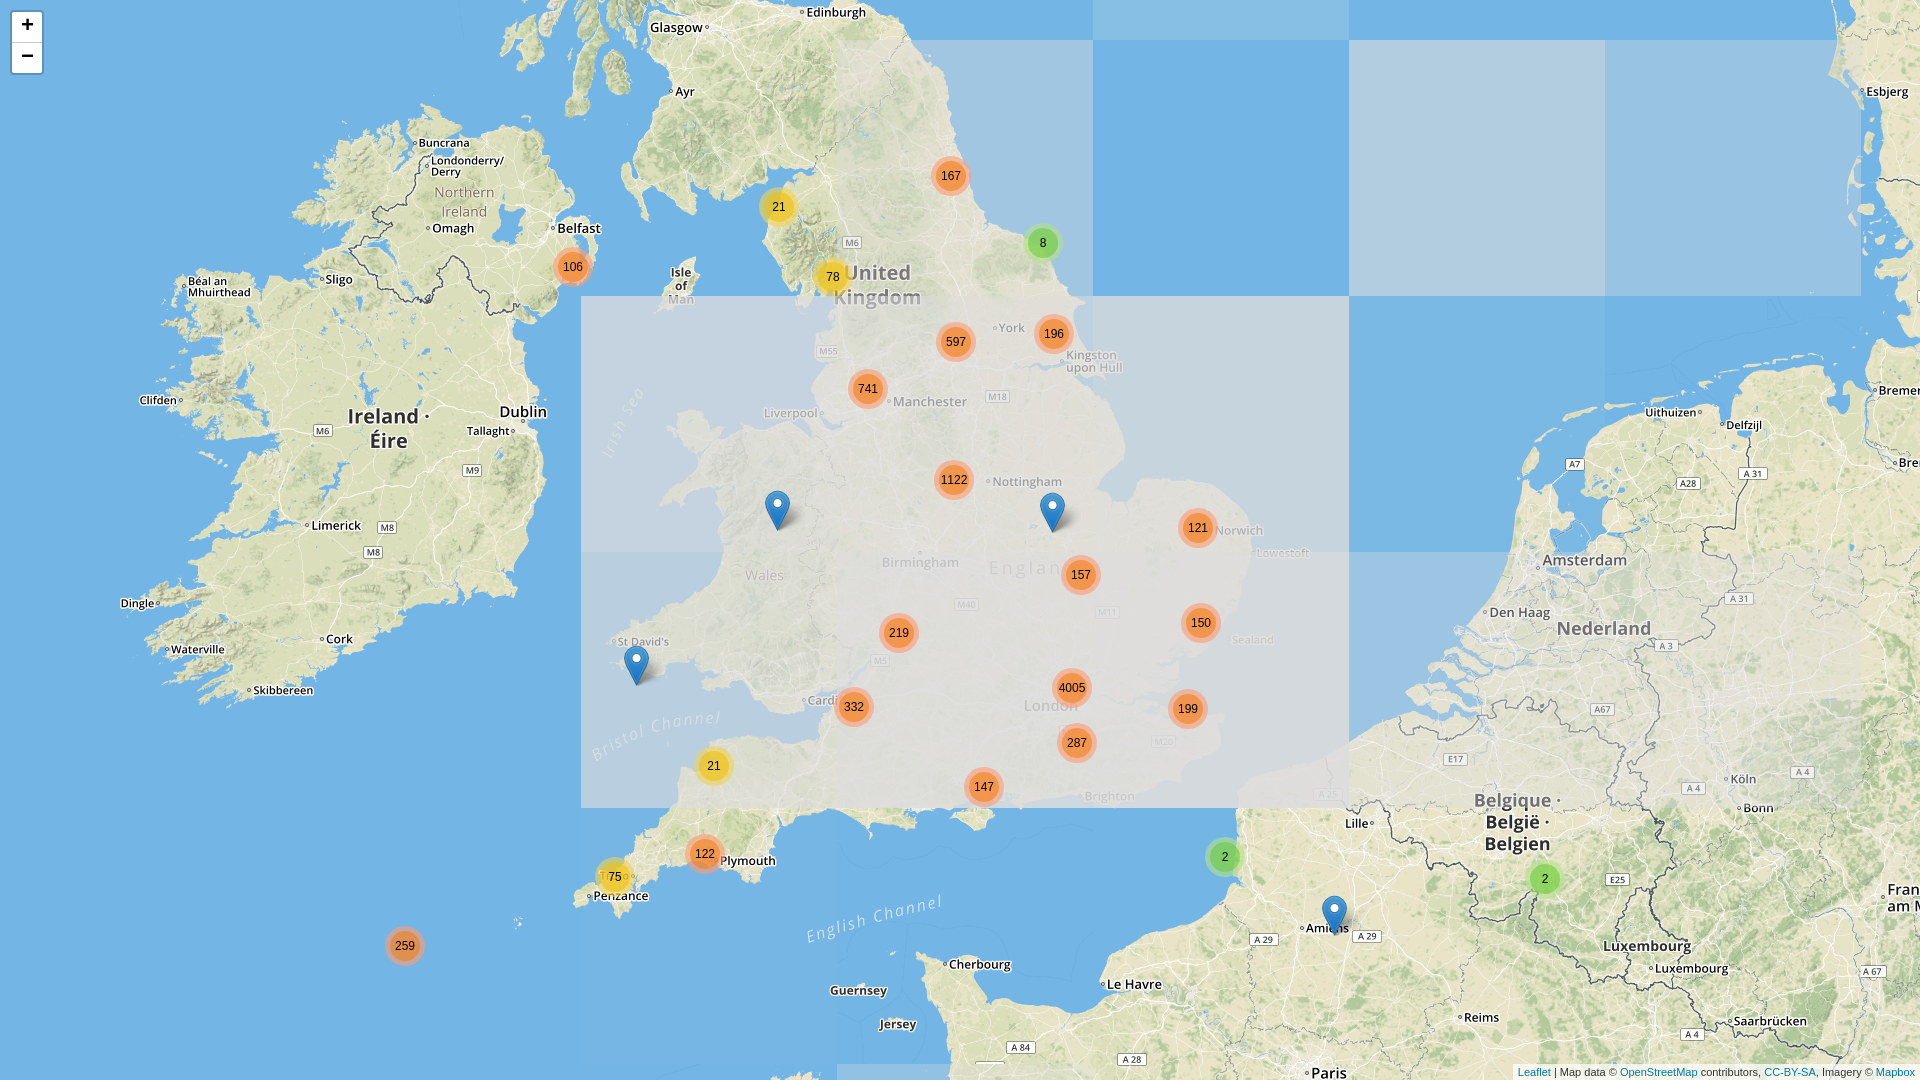 +
−
Edinburgh
Glasgow
Ayr
Esbjerg
Buncrana
Londonderry/
Derry
Northern
Ireland
Omagh
Belfast
167
21
M6
8
106
Isle
of
Man
78
United
Kingdom
Sligo
Béal an
Mhuirthead
York
196
597
M55
Kingston
upon Hull
741
Manchester
M18
Liverpool
Irish Sea
Clifden
Ireland ·
Éire
Dublin
Tallaght
M6
M9
Uithuizen
Delfzijl
A7
A 31
A28
1122
Nottingham
Limerick
M8
M8
121
Norwich
Lowestoft
Birmingham
Wales
157
Amsterdam
Dingle
M40
M11
A 31
Den Haag
Nederland
Cork
Waterville
St David's
219
150
Sealand
A 3
M5
Skibbereen
4005
London
332
199
A67
Bristol Channel
287
M20
E17
21
147
Brighton
A 4
Köln
A 4
Bonn
Belgique ·
België ·
Belgien
Lille
122
Plymouth
75
Penzance
2
2
E25
English Channel
Amiens
A 29
A 29
259
Luxembourg
Luxembourg
A 67
Cherbourg
Le Havre
Guernsey
Jersey
Reims
Saarbrücken
A 84
A 28
A 4
Paris
Leaflet | Map data © OpenStreetMap contributors, CC-BY-SA, Imagery © Mapbox